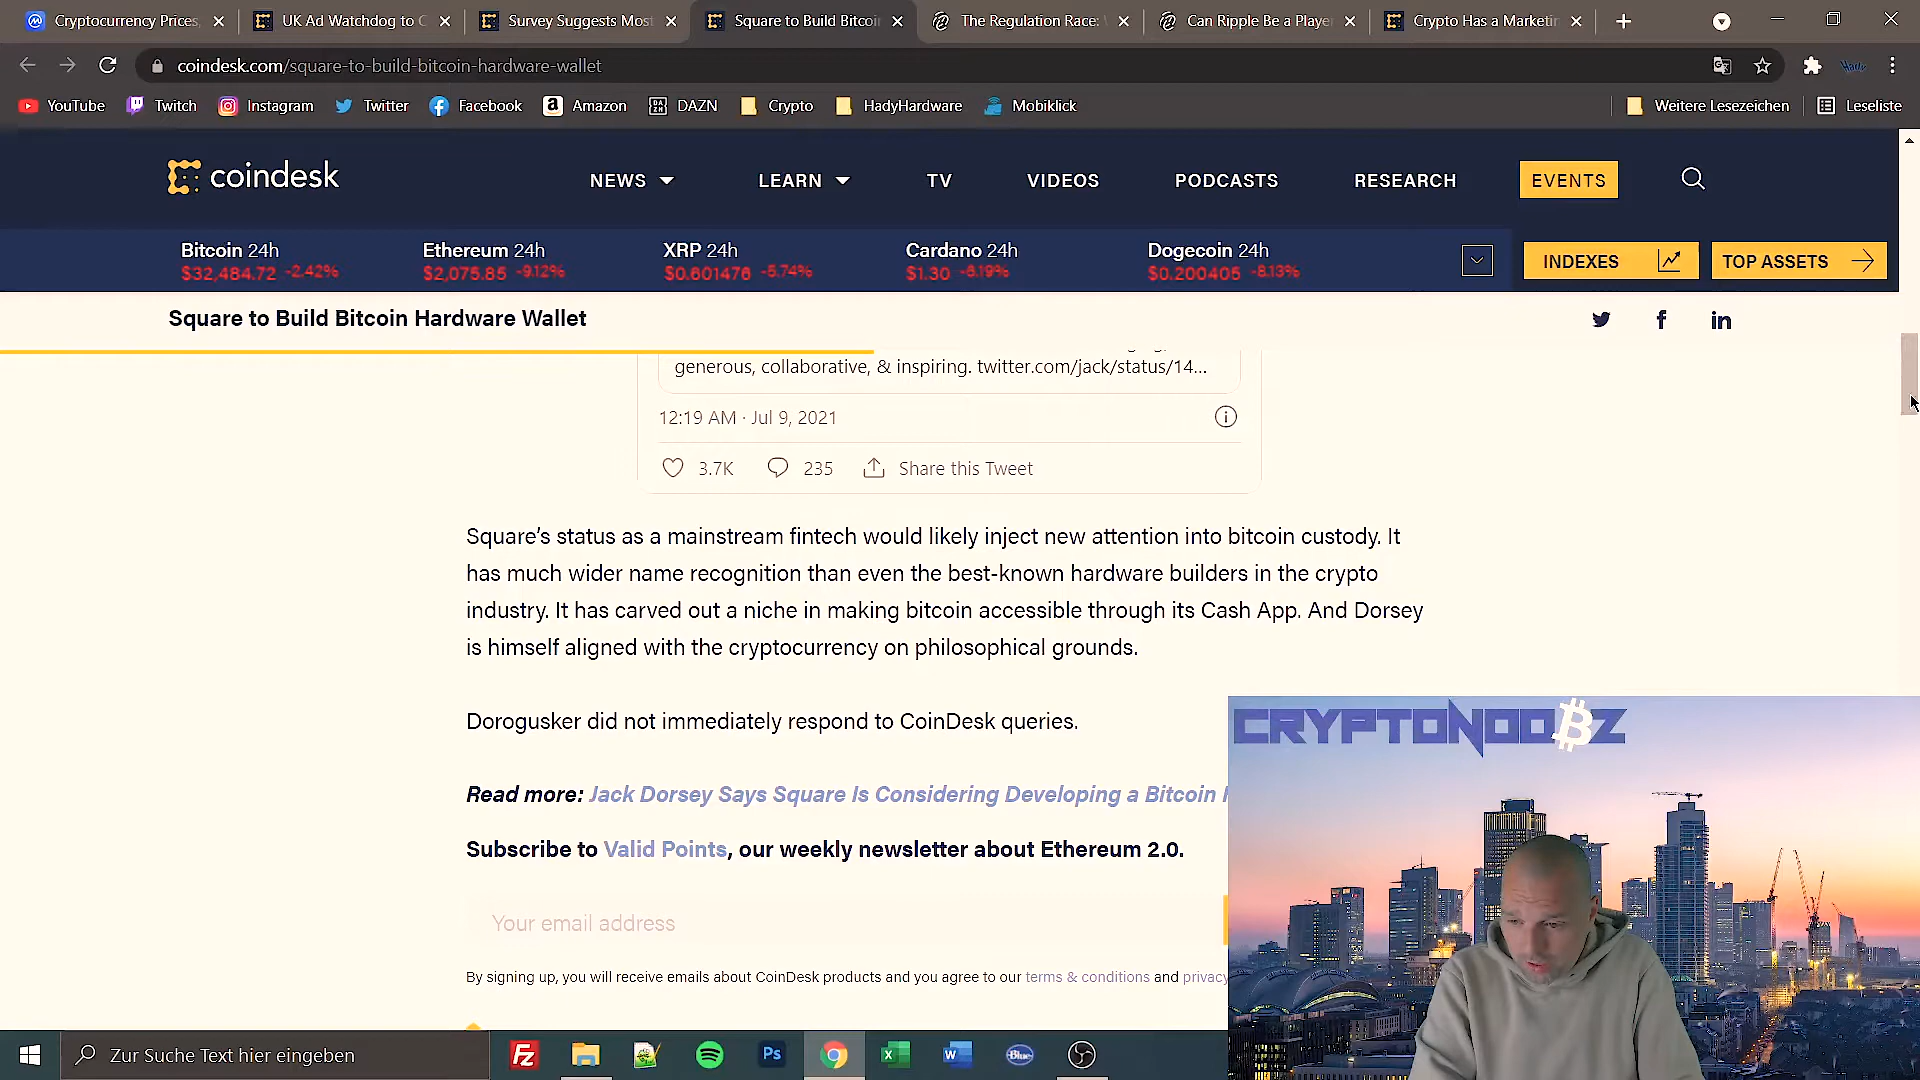 Cryptocurrency Prices,
UK Ad Watchdog to C
Survey Suggests Most
Square to Build Bitcoin
The Regulation Race:
Can Ripple Be a Player
Crypto Has a Marketin
coindesk.com/square-to-build-bitcoin-hardware-wallet
YouTube
Twitch
Instagram
Twitter
Facebook
Amazon
DAZN
Crypto
HadyHardware
Mobiklick
Weitere Lesezeichen
Leseliste
coindesk
NEWS
LEARN
TV
VIDEOS
PODCASTS
RESEARCH
EVENTS
Bitcoin 24h
$32,484.72 -2.42%
Ethereum 24h
$2,075.85 -9.12%
XRP 24h
$0.601476 -5.74%
Cardano 24h
$1.30 -6.19%
Dogecoin 24h
$0.200405 -8.13%
INDEXES
TOP ASSETS
Square to Build Bitcoin Hardware Wallet
generous, collaborative, & inspiring. twitter.com/jack/status/14...
12:19 AM · Jul 9, 2021
3.7K
235
Share this Tweet
Square’s status as a mainstream fintech would likely inject new attention into bitcoin custody. It
has much wider name recognition than even the best-known hardware builders in the crypto
industry. It has carved out a niche in making bitcoin accessible through its Cash App. And Dorsey
is himself aligned with the cryptocurrency on philosophical grounds.
Dorogusker did not immediately respond to CoinDesk queries.
Read more: Jack Dorsey Says Square Is Considering Developing a Bitcoin
Subscribe to Valid Points, our weekly newsletter about Ethereum 2.0.
Your email address
By signing up, you will receive emails about CoinDesk products and you agree to our terms & conditions and privacy
CRYPTONOOBZ
Zur Suche Text hier eingeben
Fz
Ps
Blue